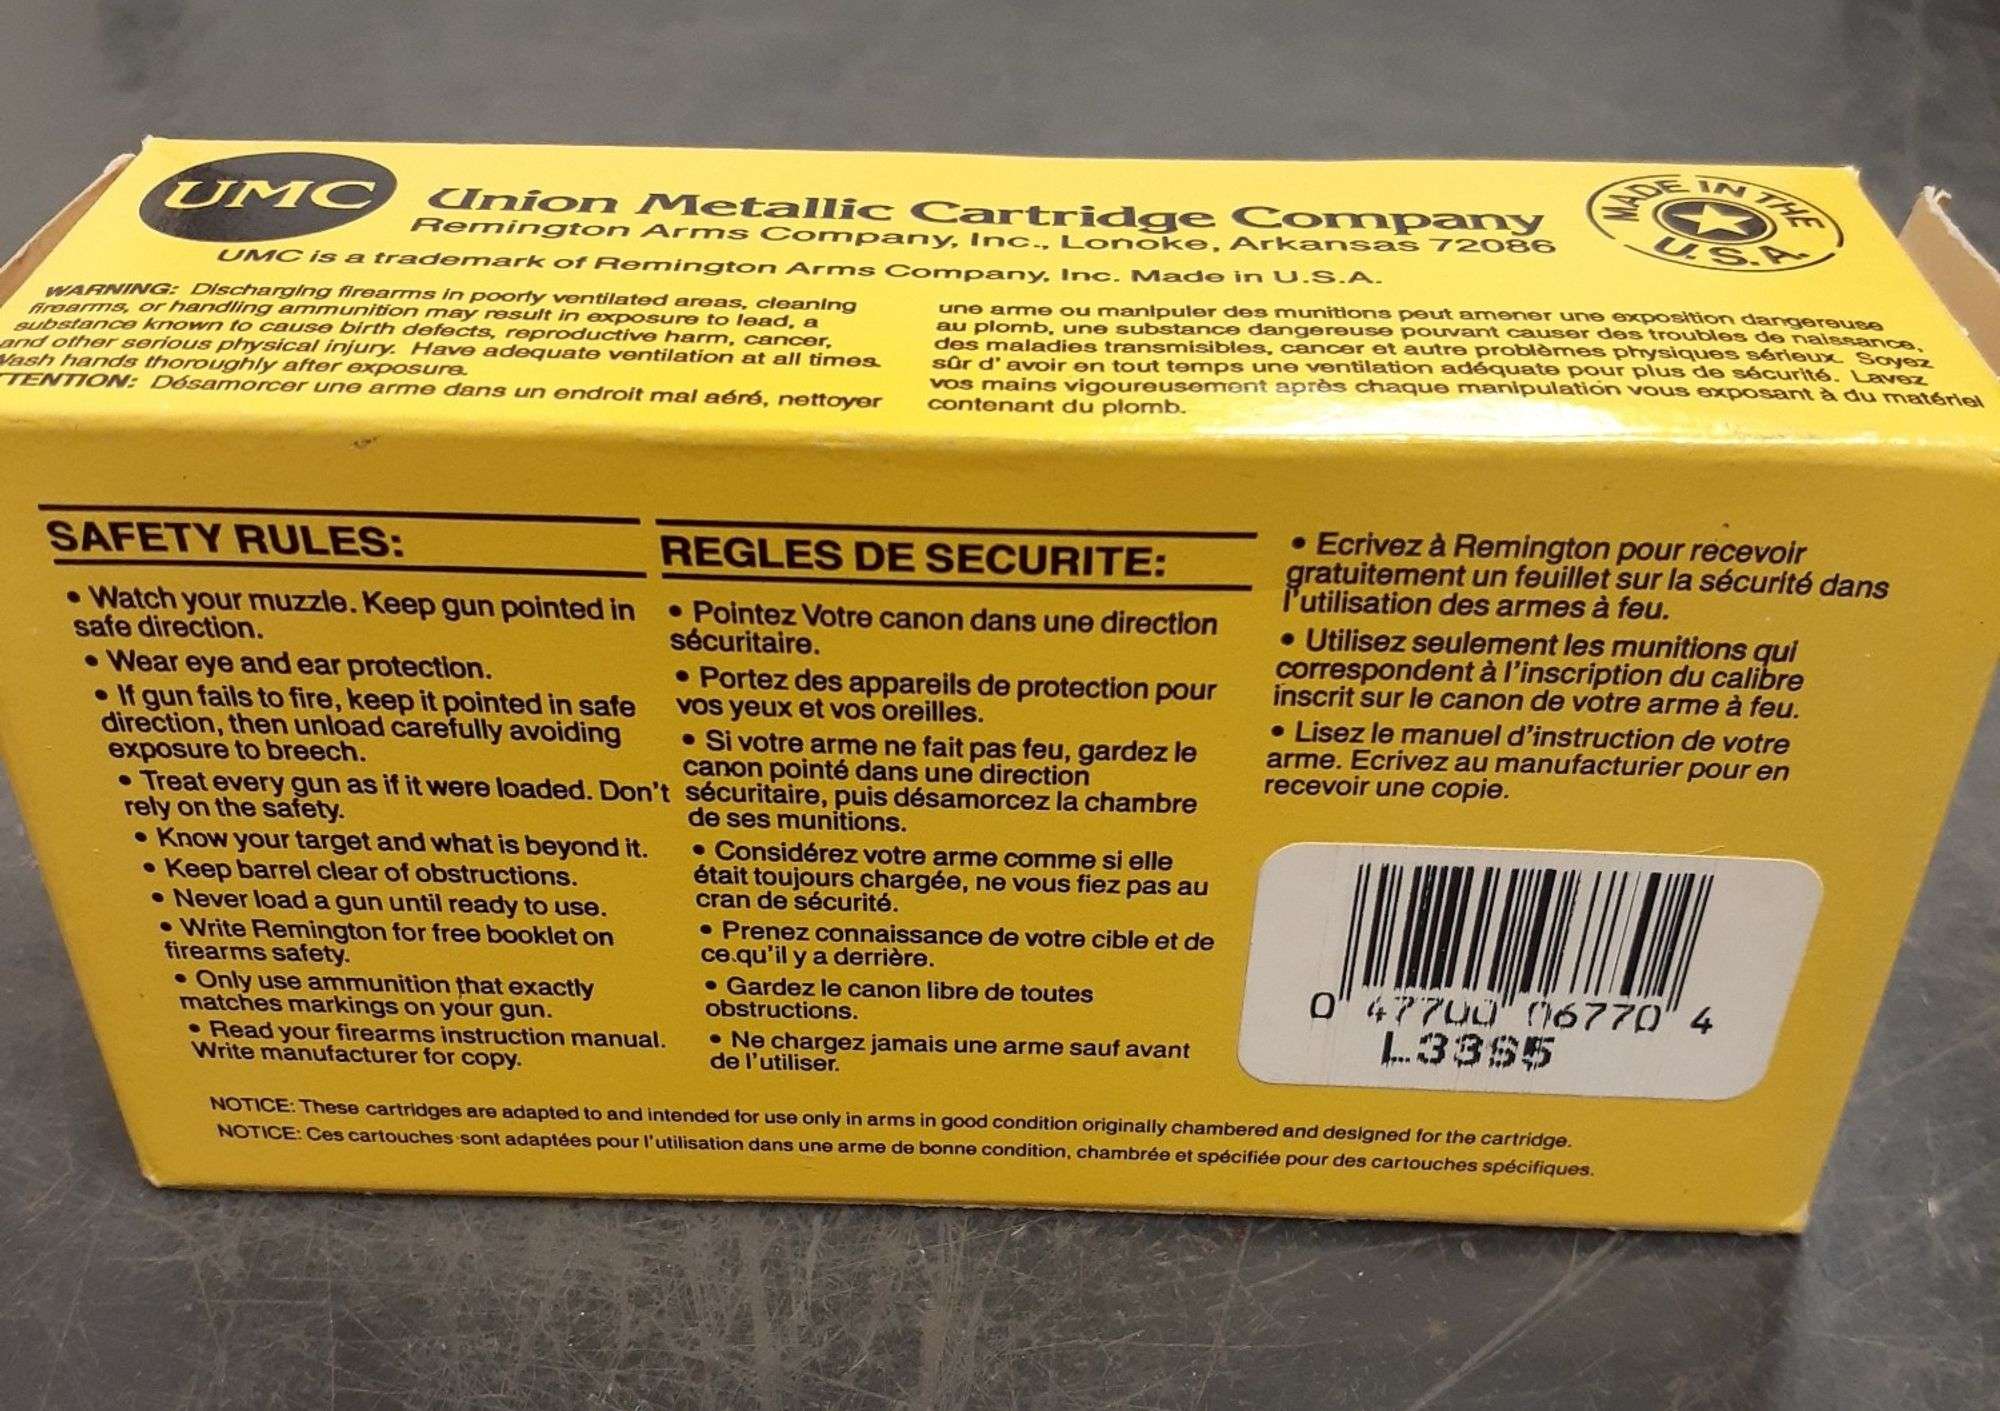 UMC
Union Metallic Cartridge Company
Remington Arms Company, Inc., Lonoke, Arkansas 72086
UMC is a trademark of Remington Arms Company, Inc. Made in U.S.A.
MADE IN THE
U.S.A.
WARNING: Discharging firearms in poorly ventilated areas, cleaning
firearms, or handling ammunition may result in exposure to lead, a
substance known to cause birth defects, reproductive harm, cancer,
and other serious physical injury. Have adequate ventilation at all times.
Wash hands thoroughly after exposure.
TTENTION: Désamorcer une arme dans un endroit mal aéré, nettoyer
une arme ou manipuler des munitions peut amener une exposition dangereuse
au plomb, une substance dangereuse pouvant causer des troubles de naissance,
des maladies transmisibles, cancer et autre problèmes physiques sérieux. Soyez
sûr d' avoir en tout temps une ventilation adéquate pour plus de sécurité. Lavez
vos mains vigoureusement après chaque manipulation vous exposant à du matériel
contenant du plomb.
SAFETY RULES:
• Watch your muzzle. Keep gun pointed in
safe direction.
• Wear eye and ear protection.
• If gun fails to fire, keep it pointed in safe
direction, then unload carefully avoiding
exposure to breech.
• Treat every gun as if it were loaded. Don't
rely on the safety.
• Know your target and what is beyond it.
• Keep barrel clear of obstructions.
• Never load a gun until ready to use.
• Write Remington for free booklet on
firearms safety.
• Only use ammunition that exactly
matches markings on your gun.
• Read your firearms instruction manual.
Write manufacturer for copy.
REGLES DE SECURITE:
• Pointez Votre canon dans une direction
sécuritaire.
• Portez des appareils de protection pour
vos yeux et vos oreilles.
• Si votre arme ne fait pas feu, gardez le
canon pointé dans une direction
sécuritaire, puis désamorcez la chambre
de ses munitions.
• Considérez votre arme comme si elle
était toujours chargée, ne vous fiez pas au
cran de sécurité.
• Prenez connaissance de votre cible et de
ce qu'il y a derrière.
• Gardez le canon libre de toutes
obstructions.
• Ne chargez jamais une arme sauf avant
de l'utiliser.
• Ecrivez à Remington pour recevoir
gratuitement un feuillet sur la sécurité dans
l'utilisation des armes à feu.
• Utilisez seulement les munitions qui
correspondent à l'inscription du calibre
inscrit sur le canon de votre arme à feu.
• Lisez le manuel d'instruction de votre
arme. Ecrivez au manufacturier pour en
recevoir une copie.
0 47700 06770 4
NOTICE: These cartridges are adapted to and intended for use only in arms in good condition originally chambered and designed for the cartridge.
NOTICE: Ces cartouches sont adaptées pour l'utilisation dans une arme de bonne condition, chambrée et spécifiée pour des cartouches spécifiques.